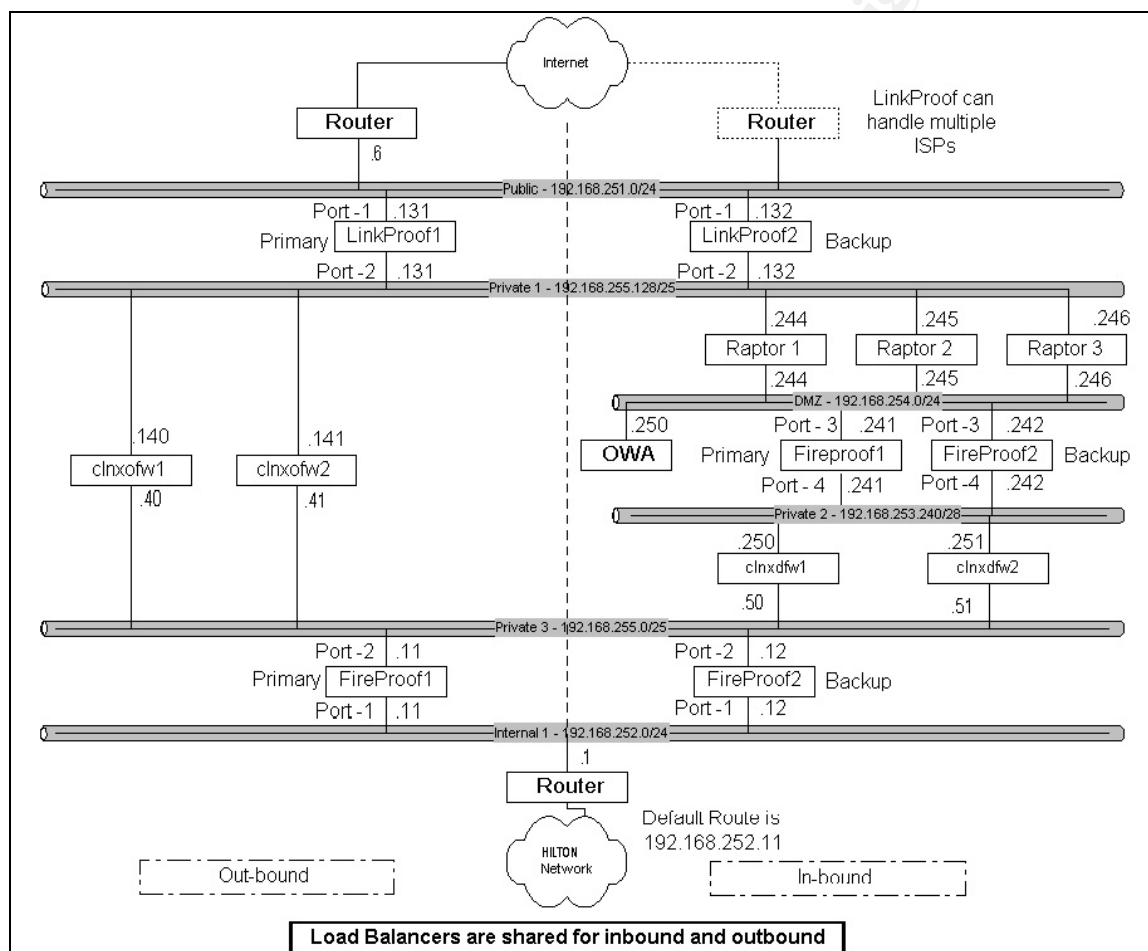 Internet
Router
Router
LinkProof can
handle multiple
ISPs
.6
Public - 192.168.251.0/24
Port -1 .131
Port -1 .132
Primary LinkProof1
LinkProof2 Backup
Port -2 .131
Port -2 .132
Private 1 - 192.168.255.128/25
.244 .245 .246
Raptor 1 Raptor 2 Raptor 3
.244 .245 .246
DMZ - 192.168.254.0/24
.140 .141
.250 Port - 3 .241 Port -3 .242
clnxofw1 clnxofw2
OWA Primary Fireproof1 FireProof2 Backup
.40 .41
Port - 4 .241 Port -4 .242
Private 2 - 192.168.253.240/28
.250 .251
clnxdfw1 clnxdfw2
.50 .51
Private 3 - 192.168.255.0/25
Port -2 .11 Port -2 .12
Primary FireProof1 FireProof2 Backup
Port -1 .11 Port -1 .12
Internal 1 - 192.168.252.0/24
.1
Router
Default Route is
192.168.252.11
HILTON
Network
Out-bound In-bound
Load Balancers are shared for inbound and outbound